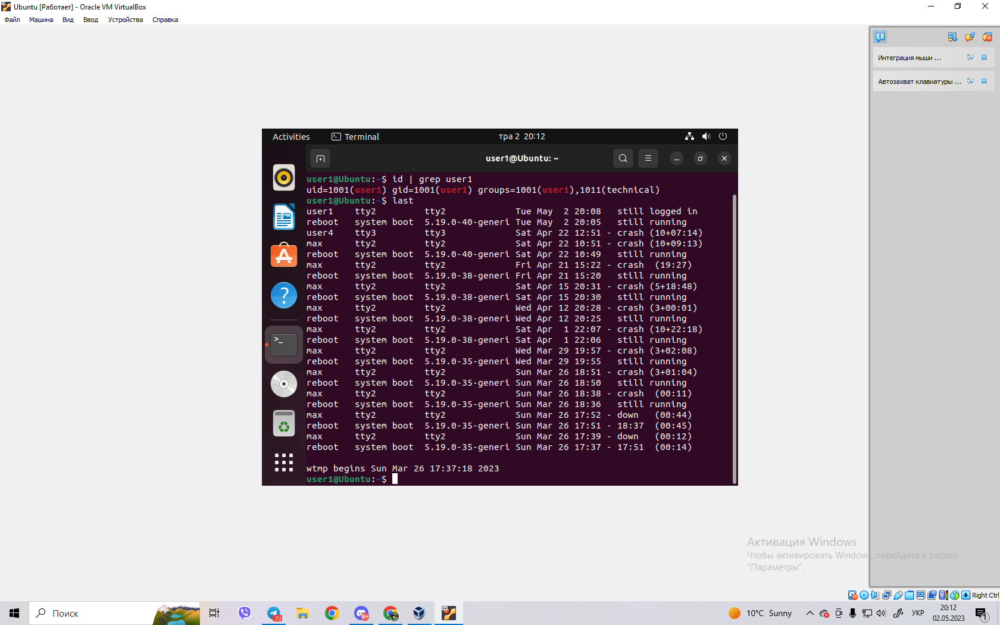 Ubuntu [Работает] - Oracle VM VirtualBox
Файл Машина Вид Ввод Устройства Справка
Интеграция мыши ...
Автозахват клавиатуры ...
Activities Terminal тра 2 20:12
user1@Ubuntu: ~
user1@Ubuntu:~$ id | grep user1
uid=1001(user1) gid=1001(user1) groups=1001(user1),1011(technical)
user1@Ubuntu:~$ last
user1    tty2         tty2             Tue May  2 20:08   still logged in
reboot   system boot  5.19.0-40-generi Tue May  2 20:05   still running
user4    tty3         tty3             Sat Apr 22 12:51 - crash (10+07:14)
max      tty2         tty2             Sat Apr 22 10:51 - crash (10+09:13)
reboot   system boot  5.19.0-40-generi Sat Apr 22 10:49   still running
max      tty2         tty2             Fri Apr 21 15:22 - crash  (19:27)
reboot   system boot  5.19.0-38-generi Fri Apr 21 15:20   still running
max      tty2         tty2             Sat Apr 15 20:31 - crash (5+18:48)
reboot   system boot  5.19.0-38-generi Sat Apr 15 20:30   still running
max      tty2         tty2             Wed Apr 12 20:28 - crash (3+00:01)
reboot   system boot  5.19.0-38-generi Wed Apr 12 20:25   still running
max      tty2         tty2             Sat Apr  1 22:07 - crash (10+22:18)
reboot   system boot  5.19.0-38-generi Sat Apr  1 22:06   still running
max      tty2         tty2             Wed Mar 29 19:57 - crash (3+02:08)
reboot   system boot  5.19.0-35-generi Wed Mar 29 19:55   still running
max      tty2         tty2             Sun Mar 26 18:51 - crash (3+01:04)
reboot   system boot  5.19.0-35-generi Sun Mar 26 18:50   still running
max      tty2         tty2             Sun Mar 26 18:38 - crash  (00:11)
reboot   system boot  5.19.0-35-generi Sun Mar 26 18:36   still running
max      tty2         tty2             Sun Mar 26 17:52 - down   (00:44)
reboot   system boot  5.19.0-35-generi Sun Mar 26 17:51 - 18:37  (00:45)
max      tty2         tty2             Sun Mar 26 17:39 - down   (00:12)
reboot   system boot  5.19.0-35-generi Sun Mar 26 17:37 - 17:51  (00:14)
wtmp begins Sun Mar 26 17:37:18 2023
user1@Ubuntu:~$
Активация Windows
Чтобы активировать Windows, перейдите в раздел
"Параметры".
Right Ctrl
Поиск 72 9+ 64 10°C Sunny УКР 20:12
02.05.2023 1